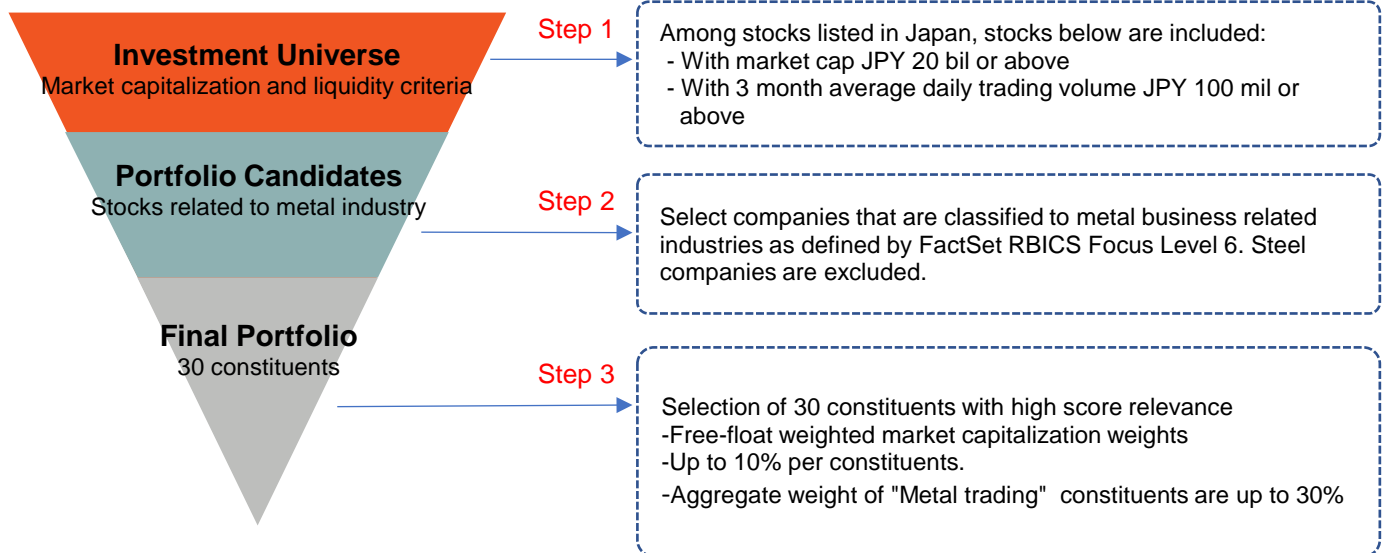 Investment Universe
Market capitalization and liquidity criteria
Step 1
Among stocks listed in Japan, stocks below are included:
- With market cap JPY 20 bil or above
- With 3 month average daily trading volume JPY 100 mil or
above
Portfolio Candidates
Stocks related to metal industry
Step 2
Select companies that are classified to metal business related
industries as defined by FactSet RBICS Focus Level 6. Steel
companies are excluded.
Final Portfolio
30 constituents
Step 3
Selection of 30 constituents with high score relevance
-Free-float weighted market capitalization weights
-Up to 10% per constituents.
-Aggregate weight of "Metal trading" constituents are up to 30%